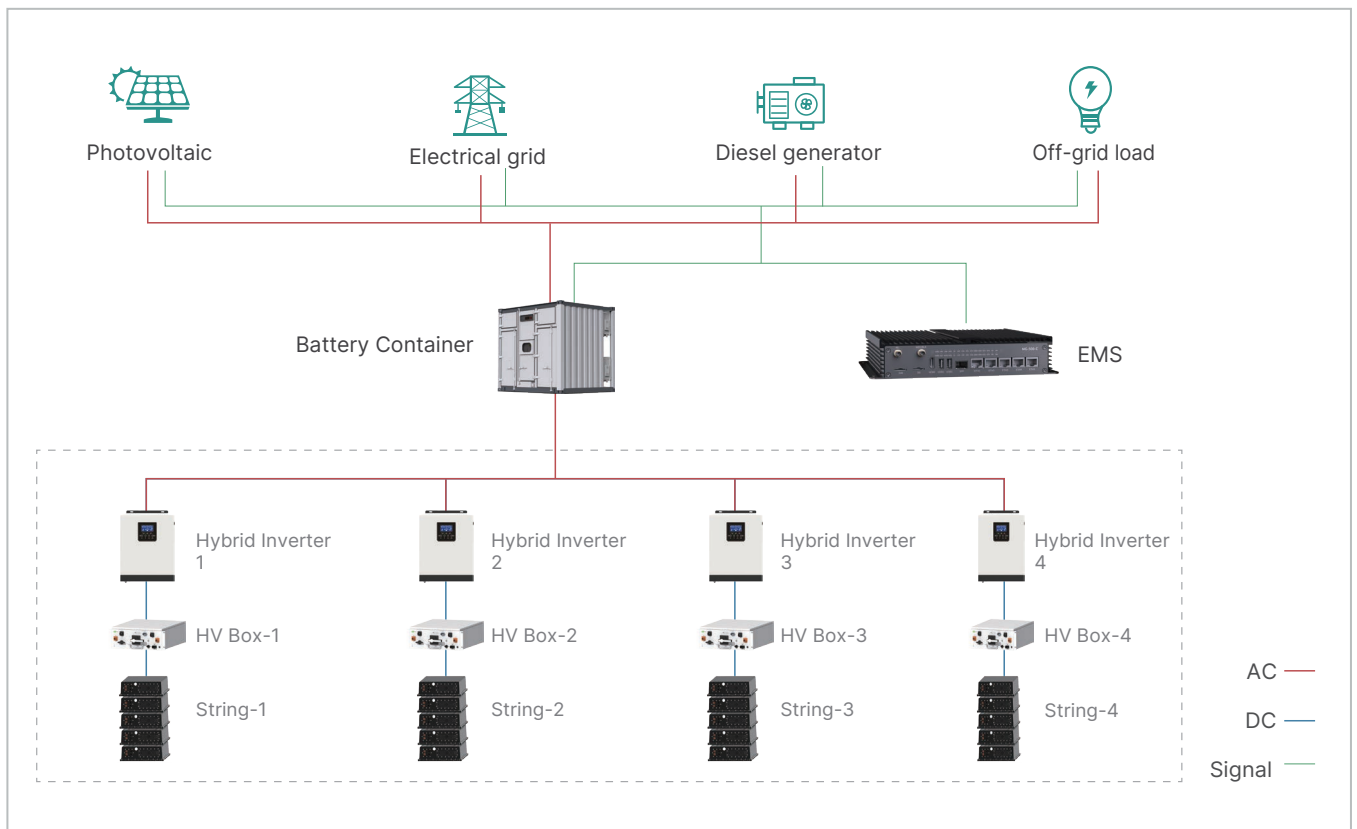 Photovoltaic
Electrical grid
Diesel generator
Off-grid load
Battery Container
EMS
Hybrid Inverter
1
Hybrid Inverter
2
Hybrid Inverter
3
Hybrid Inverter
4
HV Box-1
HV Box-2
HV Box-3
HV Box-4
String-1
String-2
String-3
String-4
AC
DC
Signal